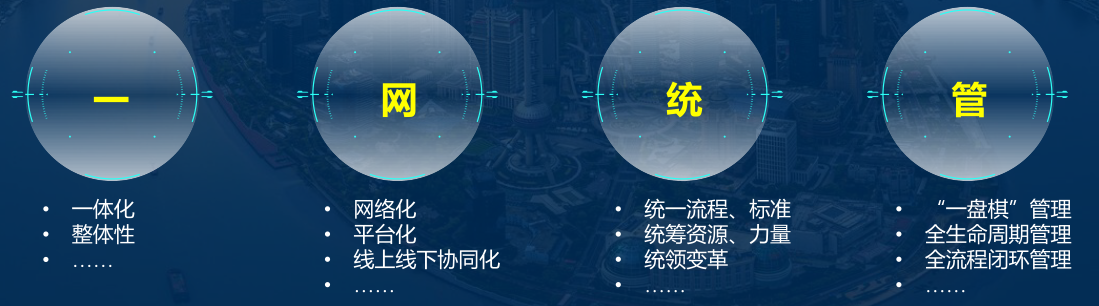 一
网
统
管
• 一体化
• 整体性
• ……
• 网络化
• 平台化
• 线上线下协同化
• ……
• 统一流程、标准
• 统筹资源、力量
• 统领变革
• ……
• “一盘棋”管理
• 全生命周期管理
• 全流程闭环管理
• ……